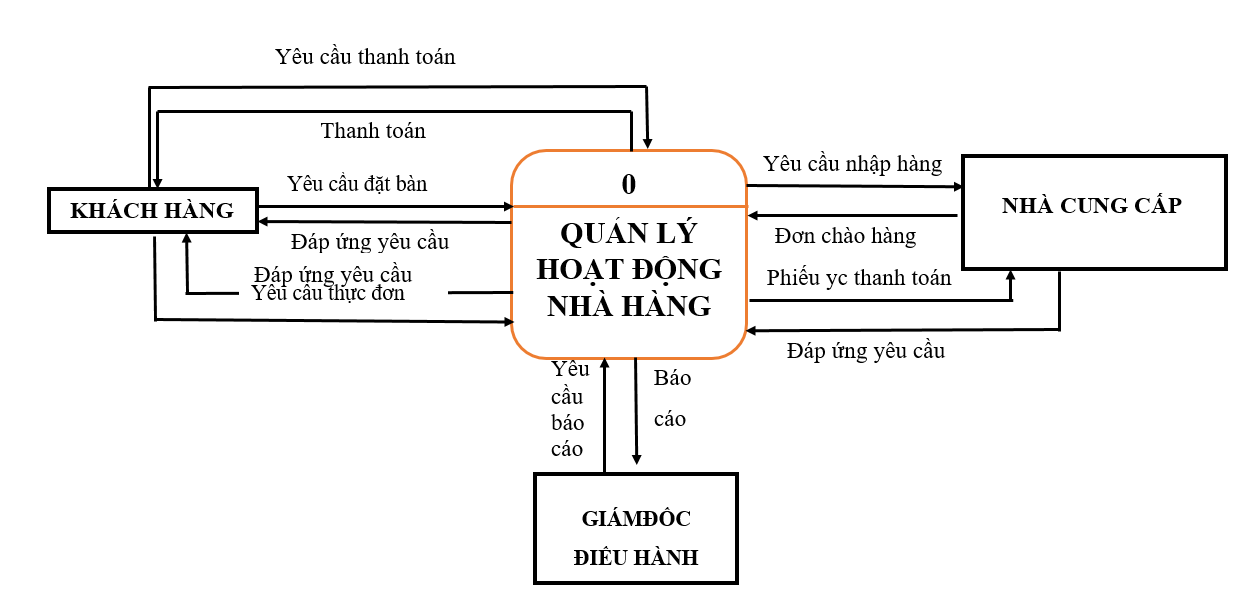 Yêu cầu thanh toán
Thanh toán
Yêu cầu đặt bàn
Đáp ứng yêu cầu
Đáp ứng yêu cầu
Yêu cầu thực đơn
KHÁCH HÀNG
0
QUẢN LÝ
HOẠT ĐỘNG
NHÀ HÀNG
Yêu cầu nhập hàng
Đơn chào hàng
Phiếu yc thanh toán
Đáp ứng yêu cầu
NHÀ CUNG CẤP
Yêu
cầu
báo
cáo
Báo
cáo
GIÁM ĐÔC
ĐIỀU HÀNH